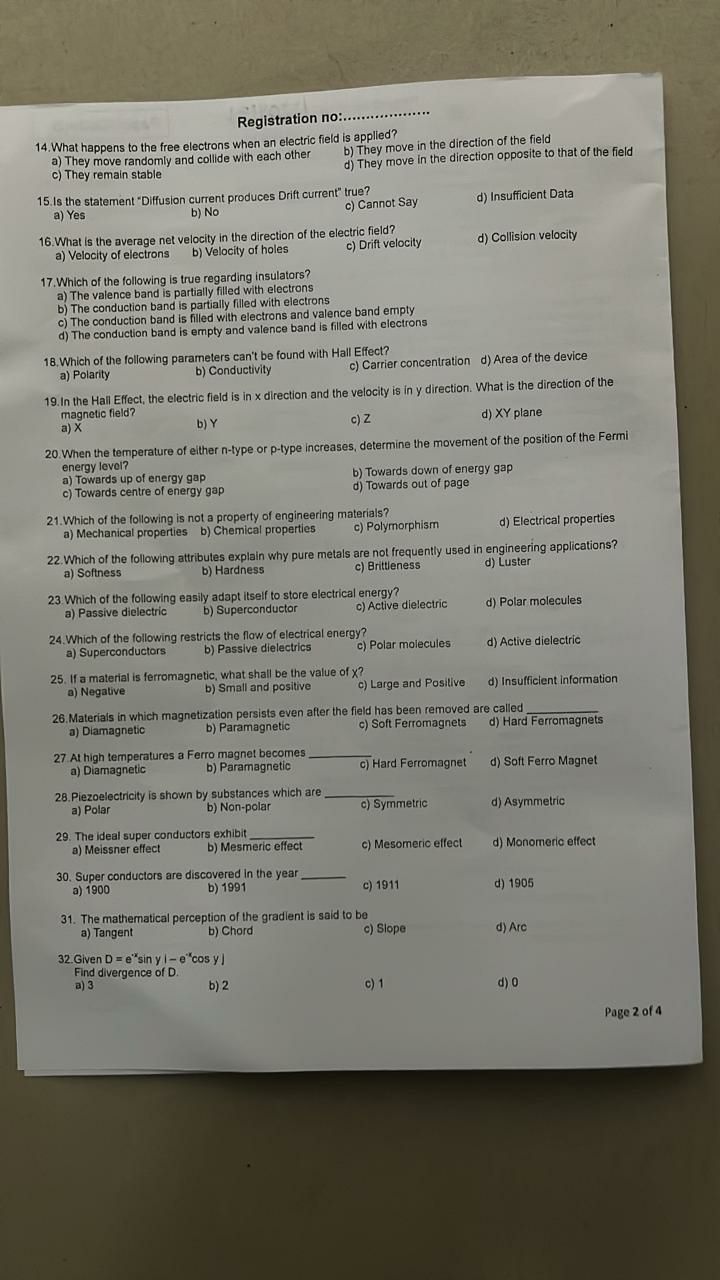 Registration no:...................
14.What happens to the free electrons when an electric field is applied?
a) They move randomly and collide with each other b) They move in the direction of the field
c) They remain stable d) They move in the direction opposite to that of the field
15.Is the statement "Diffusion current produces Drift current" true?
a) Yes b) No c) Cannot Say d) Insufficient Data
16.What is the average net velocity in the direction of the electric field?
a) Velocity of electrons b) Velocity of holes c) Drift velocity d) Collision velocity
17.Which of the following is true regarding insulators?
a) The valence band is partially filled with electrons
b) The conduction band is partially filled with electrons
c) The conduction band is filled with electrons and valence band empty
d) The conduction band is empty and valence band is filled with electrons
18.Which of the following parameters can't be found with Hall Effect?
a) Polarity b) Conductivity c) Carrier concentration d) Area of the device
19.In the Hall Effect, the electric field is in x direction and the velocity is in y direction. What is the direction of the
magnetic field?
a) X b) Y c) Z d) XY plane
20.When the temperature of either n-type or p-type increases, determine the movement of the position of the Fermi
energy level?
a) Towards up of energy gap b) Towards down of energy gap
c) Towards centre of energy gap d) Towards out of page
21.Which of the following is not a property of engineering materials?
a) Mechanical properties b) Chemical properties c) Polymorphism d) Electrical properties
22.Which of the following attributes explain why pure metals are not frequently used in engineering applications?
a) Softness b) Hardness c) Brittleness d) Luster
23.Which of the following easily adapt itself to store electrical energy?
a) Passive dielectric b) Superconductor c) Active dielectric d) Polar molecules
24.Which of the following restricts the flow of electrical energy?
a) Superconductors b) Passive dielectrics c) Polar molecules d) Active dielectric
25. If a material is ferromagnetic, what shall be the value of χ?
a) Negative b) Small and positive c) Large and Positive d) Insufficient information
26.Materials in which magnetization persists even after the field has been removed are called ___________
a) Diamagnetic b) Paramagnetic c) Soft Ferromagnets d) Hard Ferromagnets
27.At high temperatures a Ferro magnet becomes __________
a) Diamagnetic b) Paramagnetic c) Hard Ferromagnet d) Soft Ferro Magnet
28.Piezoelectricity is shown by substances which are ___________
a) Polar b) Non-polar c) Symmetric d) Asymmetric
29. The ideal super conductors exhibit __________
a) Meissner effect b) Mesmeric effect c) Mesomeric effect d) Monomeric effect
30. Super conductors are discovered in the year _______
a) 1900 b) 1991 c) 1911 d) 1905
31. The mathematical perception of the gradient is said to be
a) Tangent b) Chord c) Slope d) Arc
32.Given D = e⁻ˣsin y i – e⁻ˣcos y j
Find divergence of D.
a) 3 b) 2 c) 1 d) 0
Page 2 of 4